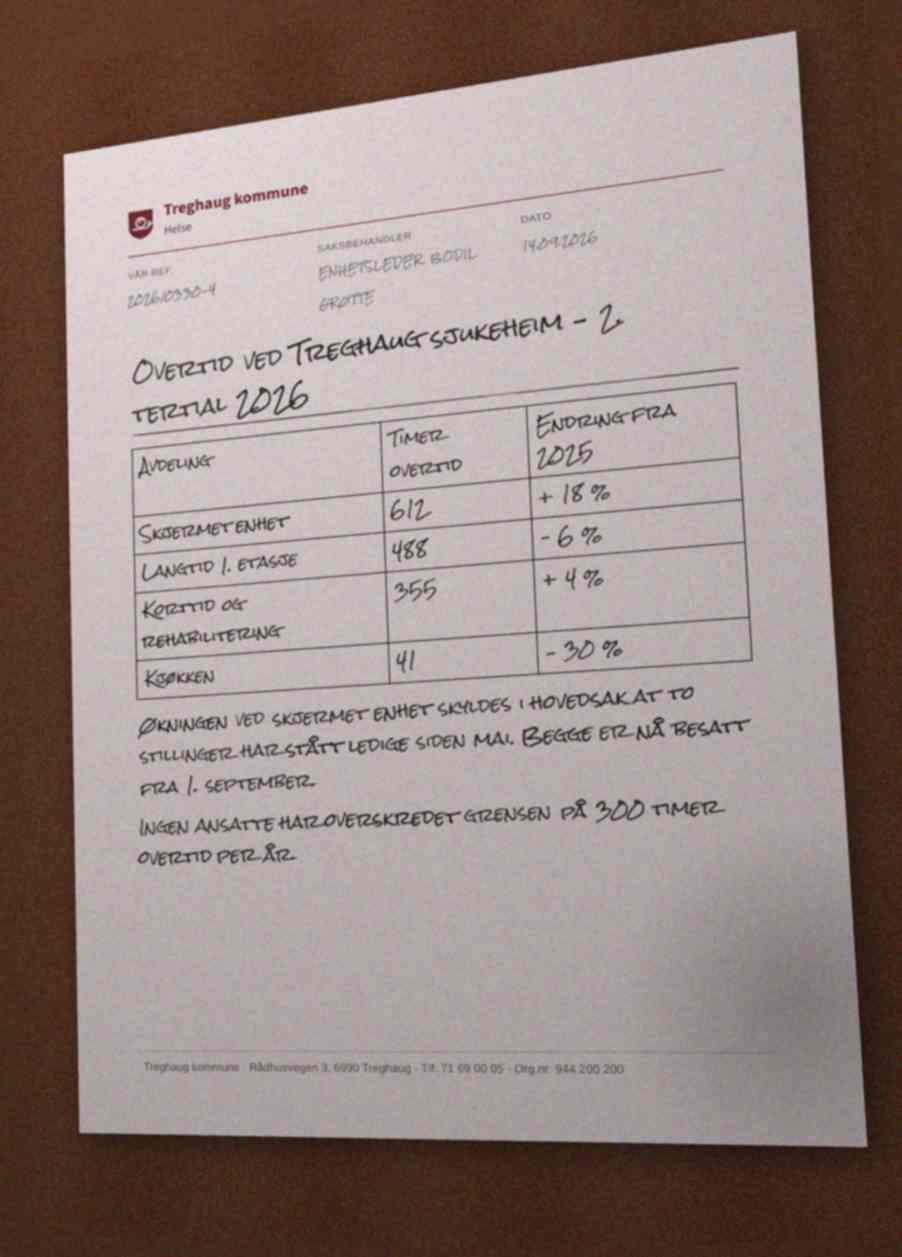 Treghaug kommune
Helse
VÅR REF. SAKSBEHANDLER DATO
2026/0330-4 ENHETSLEDER BODIL 14.09.2026
GRØTTE
OVERTID VED TREGHAUG SJUKEHEIM – 2.
TERTIAL 2026
AVDELING TIMER OVERTID ENDRING FRA 2025
SKJERMET ENHET 612 + 18 %
LANGTID 1. ETASJE 488 - 6 %
KORTTID OG REHABILITERING 355 + 4 %
KJØKKEN 41 - 30 %
ØKNINGEN VED SKJERMET ENHET SKYLDES I HOVEDSAK AT TO
STILLINGER HAR STÅTT LEDIGE SIDEN MAI. BEGGE ER NÅ BESATT
FRA 1. SEPTEMBER.
INGEN ANSATTE HAR OVERSKREDET GRENSEN PÅ 300 TIMER
OVERTID PER ÅR.
Treghaug kommune · Rådhusvegen 3, 6990 Treghaug · Tlf. 71 69 00 05 · Org.nr. 944 200 200